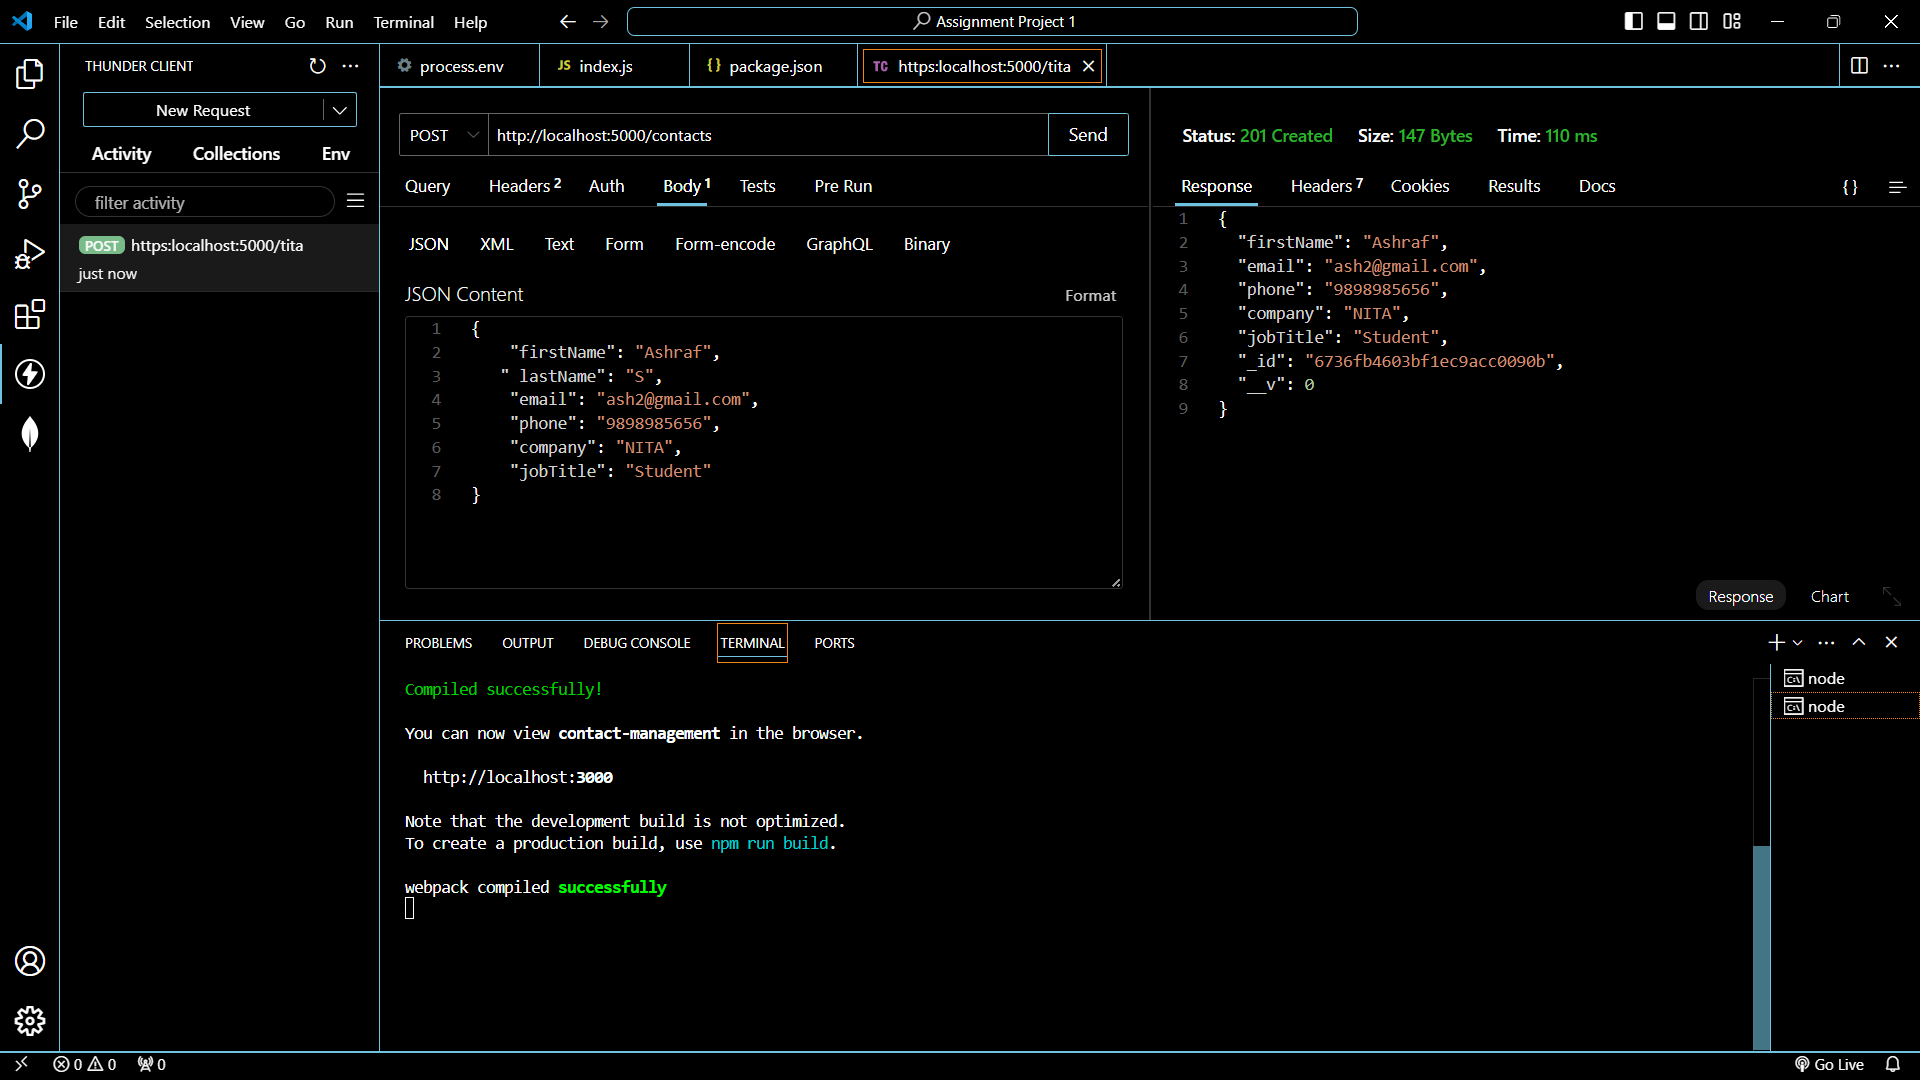 File Edit Selection View Go Run Terminal Help
Assignment Project 1
THUNDER CLIENT
New Request
Activity Collections Env
filter activity
POST https:localhost:5000/tita
just now
process.env
JS index.js
{} package.json
TC https:localhost:5000/tita
POST http://localhost:5000/contacts Send
Query Headers 2 Auth Body 1 Tests Pre Run
JSON XML Text Form Form-encode GraphQL Binary
JSON Content Format
1 {
2 "firstName": "Ashraf",
3 " lastName": "S",
4 "email": "ash2@gmail.com",
5 "phone": "9898985656",
6 "company": "NITA",
7 "jobTitle": "Student"
8 }
Status: 201 Created Size: 147 Bytes Time: 110 ms
Response Headers 7 Cookies Results Docs {}
1 {
2 "firstName": "Ashraf",
3 "email": "ash2@gmail.com",
4 "phone": "9898985656",
5 "company": "NITA",
6 "jobTitle": "Student",
7 "_id": "6736fb4603bf1ec9acc0090b",
8 "__v": 0
9 }
Response Chart
PROBLEMS OUTPUT DEBUG CONSOLE TERMINAL PORTS
Compiled successfully!
You can now view contact-management in the browser.
http://localhost:3000
Note that the development build is not optimized.
To create a production build, use npm run build.
webpack compiled successfully
node
node
0 0 0
Go Live